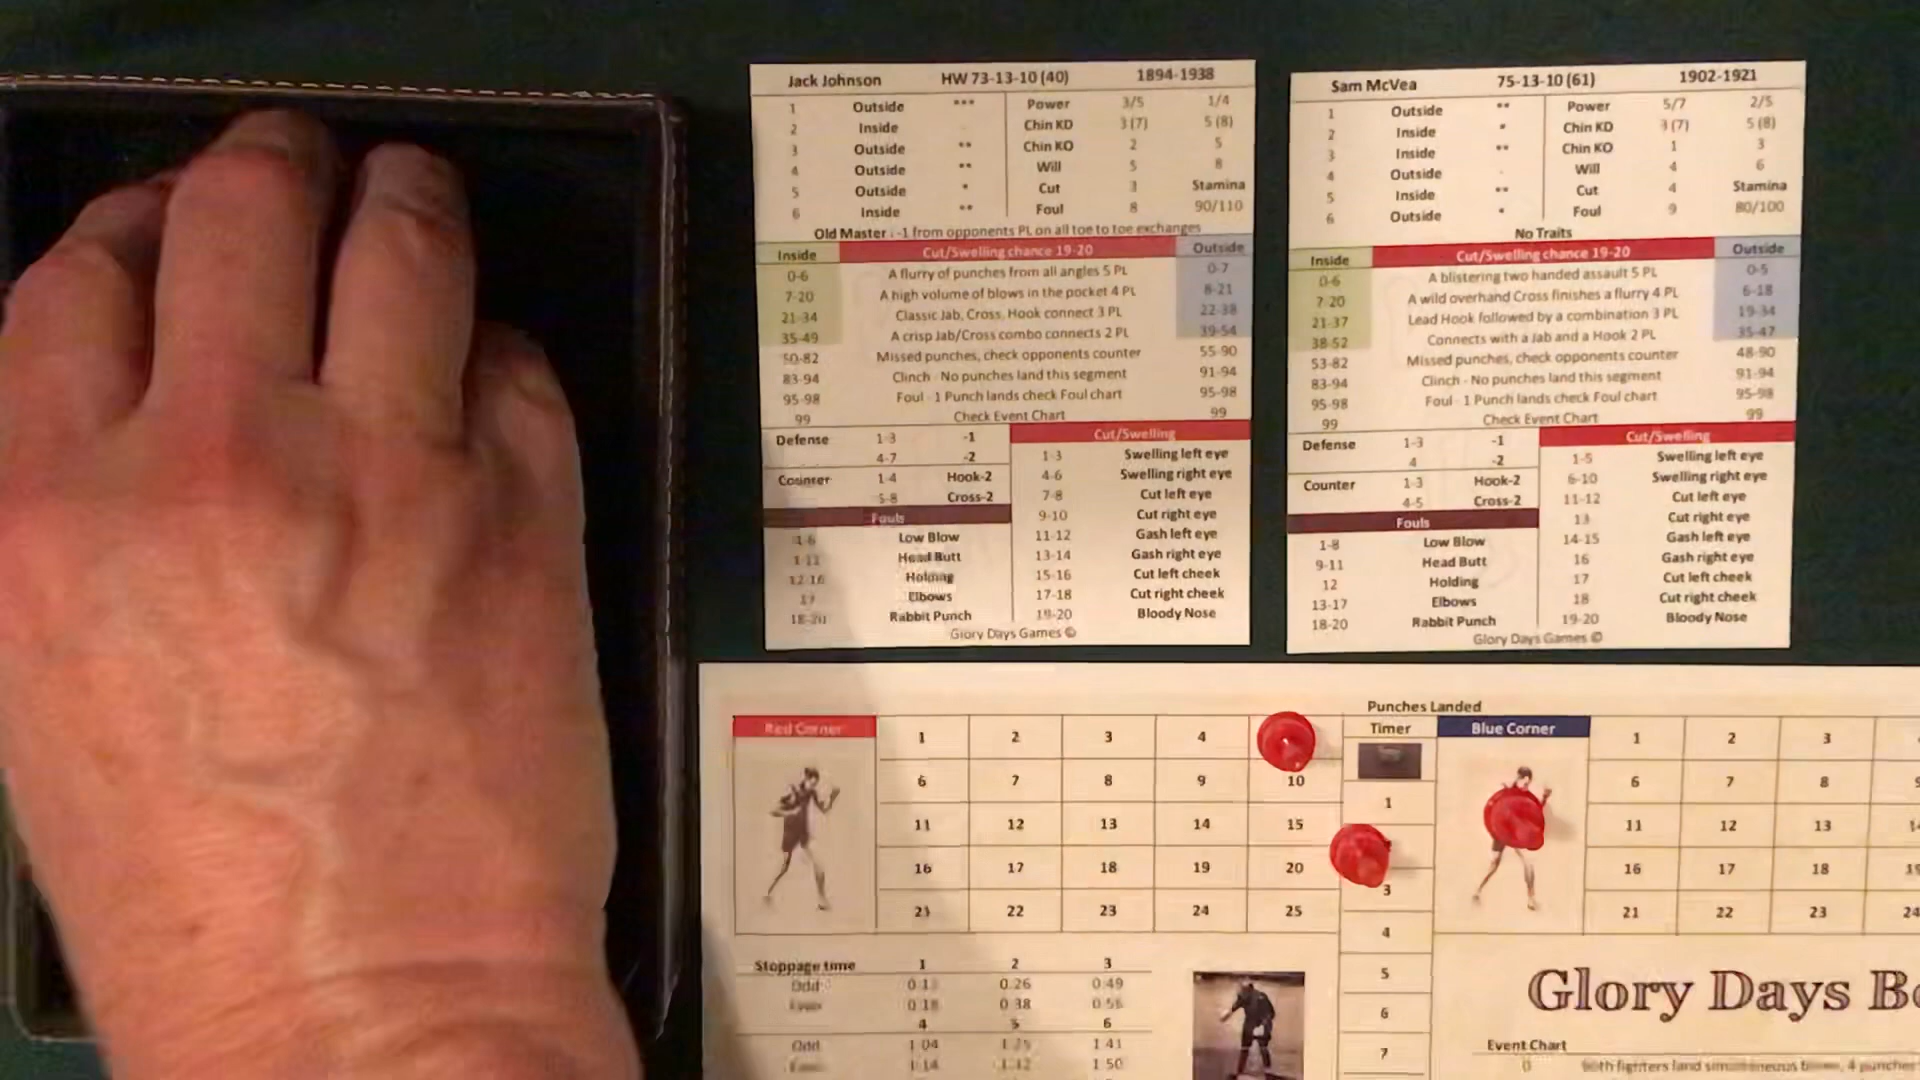 Jack Johnson HW 73-13-10 (40) 1894-1938
1 Outside *** Power 3/5 1/4
2 Inside Chin KD 3 (7) 5 (8)
3 Outside ** Chin KO 2 5
4 Outside ** Will 5 8
5 Outside * Cut 3 Stamina
6 Inside ** Foul 8 90/110
Old Master : -1 from opponents PL on all toe to toe exchanges
Inside Cut/Swelling chance 19-20 Outside
0-6 A flurry of punches from all angles 5 PL 0-7
7-20 A high volume of blows in the pocket 4 PL 8-21
21-34 Classic Jab, Cross, Hook connect 3 PL 22-38
35-49 A crisp Jab/Cross combo connects 2 PL 39-54
50-82 Missed punches, check opponents counter 55-90
83-94 Clinch - No punches land this segment 91-94
95-98 Foul - 1 Punch lands check Foul chart 95-98
99 Check Event Chart 99
Defense 1-3 -1
4-7 -2
Counter 1-4 Hook-2
5-8 Cross-2
Fouls
Low Blow
Head Butt
12-16 Holding
17 Elbows
18-20 Rabbit Punch
Cut/Swelling
1-3 Swelling left eye
4-6 Swelling right eye
7-8 Cut left eye
9-10 Cut right eye
11-12 Gash left eye
13-14 Gash right eye
15-16 Cut left cheek
17-18 Cut right cheek
19-20 Bloody Nose
Glory Days Games ©
Sam McVea 75-13-10 (61) 1902-1921
1 Outside ** Power 5/7 2/5
2 Inside * Chin KD 3 (7) 5 (8)
3 Inside ** Chin KO 1 3
4 Outside Will 4 6
5 Inside ** Cut 4 Stamina
6 Outside * Foul 9 80/100
No Traits
Inside Cut/Swelling chance 19-20 Outside
0-6 A blistering two handed assault 5 PL 0-5
7-20 A wild overhand Cross finishes a flurry 4 PL 6-18
21-37 Lead Hook followed by a combination 3 PL 19-34
38-52 Connects with a Jab and a Hook 2 PL 35-47
53-82 Missed punches, check opponents counter 48-90
83-94 Clinch - No punches land this segment 91-94
95-98 Foul - 1 Punch lands check Foul chart 95-98
99 Check Event Chart 99
Defense 1-3 -1
4 -2
Counter 1-3 Hook-2
4-5 Cross-2
Fouls
1-8 Low Blow
9-11 Head Butt
12 Holding
13-17 Elbows
18-20 Rabbit Punch
Cut/Swelling
1-5 Swelling left eye
6-10 Swelling right eye
11-12 Cut left eye
13 Cut right eye
14-15 Gash left eye
16 Gash right eye
17 Cut left cheek
18 Cut right cheek
19-20 Bloody Nose
Glory Days Games ©
Punches Landed
Red Corner 1 2 3 4
6 7 8 9 10
11 12 13 14 15
16 17 18 19 20
21 22 23 24 25
Timer
1
3
4
5
6
7
Blue Corner 1 2 3
6 7 8
11 12 13
16 17 18
21 22 23 24
Stoppage time 1 2 3
Odd 0.26 0.49
0.18 0.38 0.56
4 5 6
Odd 1.04 1.41
1.14 1.50
Glory Days
Event Chart
0 Both fighters land simultaneous 4 punches